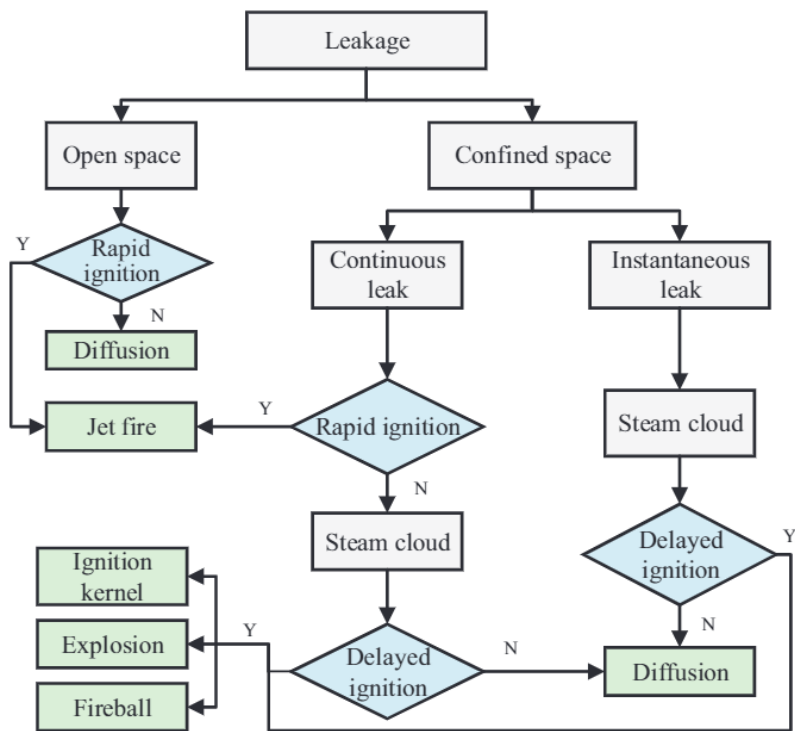 Leakage
Open space
Confined space
Y
Rapid
ignition
Continuous
leak
Instantaneous
leak
N
Diffusion
Jet fire
Y
Rapid ignition
Steam cloud
N
Steam cloud
Delayed
ignition
Y
Ignition
kernel
Explosion
Y
Delayed
ignition
N
N
Diffusion
Fireball